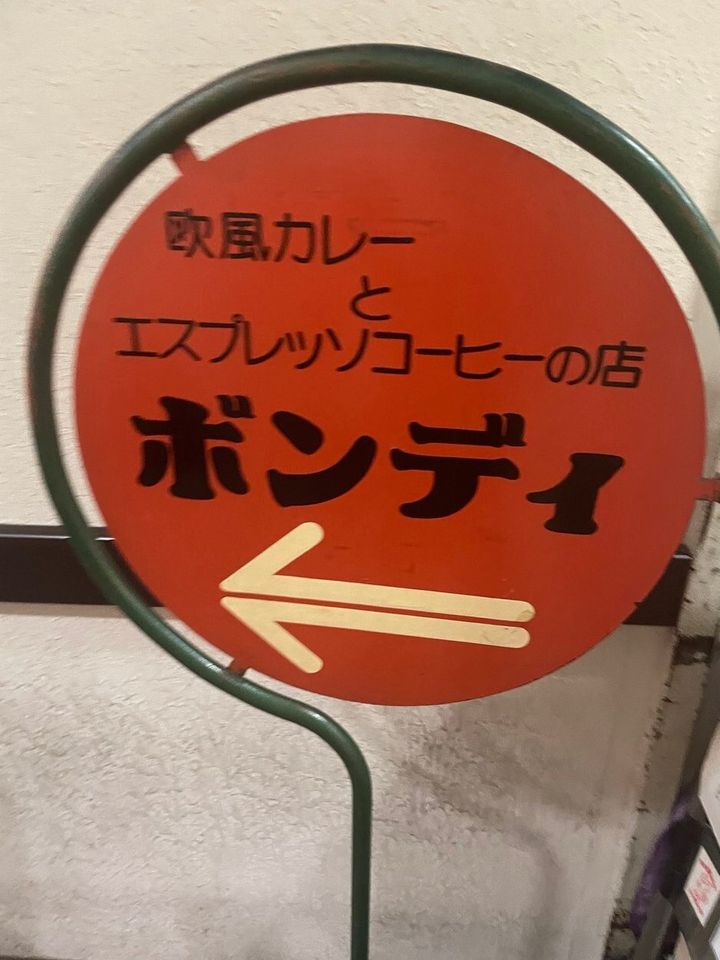 欧風カレー
と
エスプレッソコーヒーの店
ボンディ